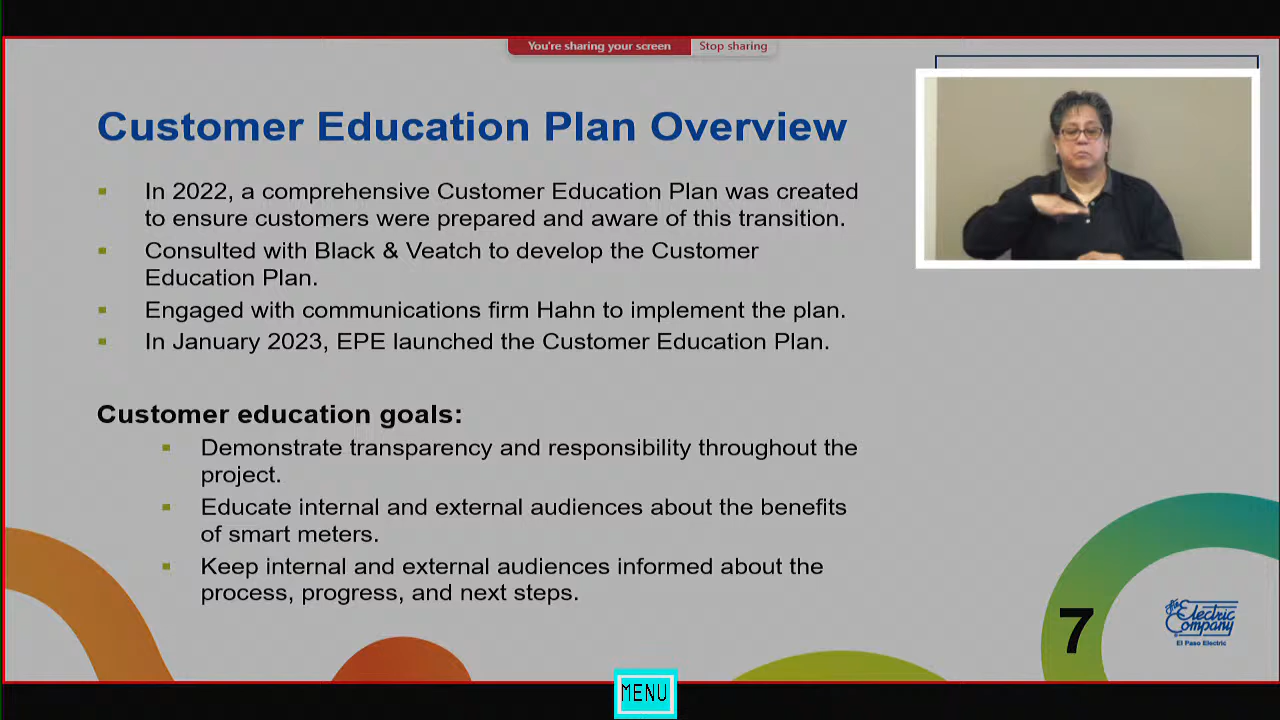 You're sharing your screen Stop sharing
Customer Education Plan Overview
In 2022, a comprehensive Customer Education Plan was created
to ensure customers were prepared and aware of this transition.
Consulted with Black & Veatch to develop the Customer
Education Plan.
Engaged with communications firm Hahn to implement the plan.
In January 2023, EPE launched the Customer Education Plan.
Customer education goals:
Demonstrate transparency and responsibility throughout the
project.
Educate internal and external audiences about the benefits
of smart meters.
Keep internal and external audiences informed about the
process, progress, and next steps.
7
The
Electric
Company
El Paso Electric
MENU